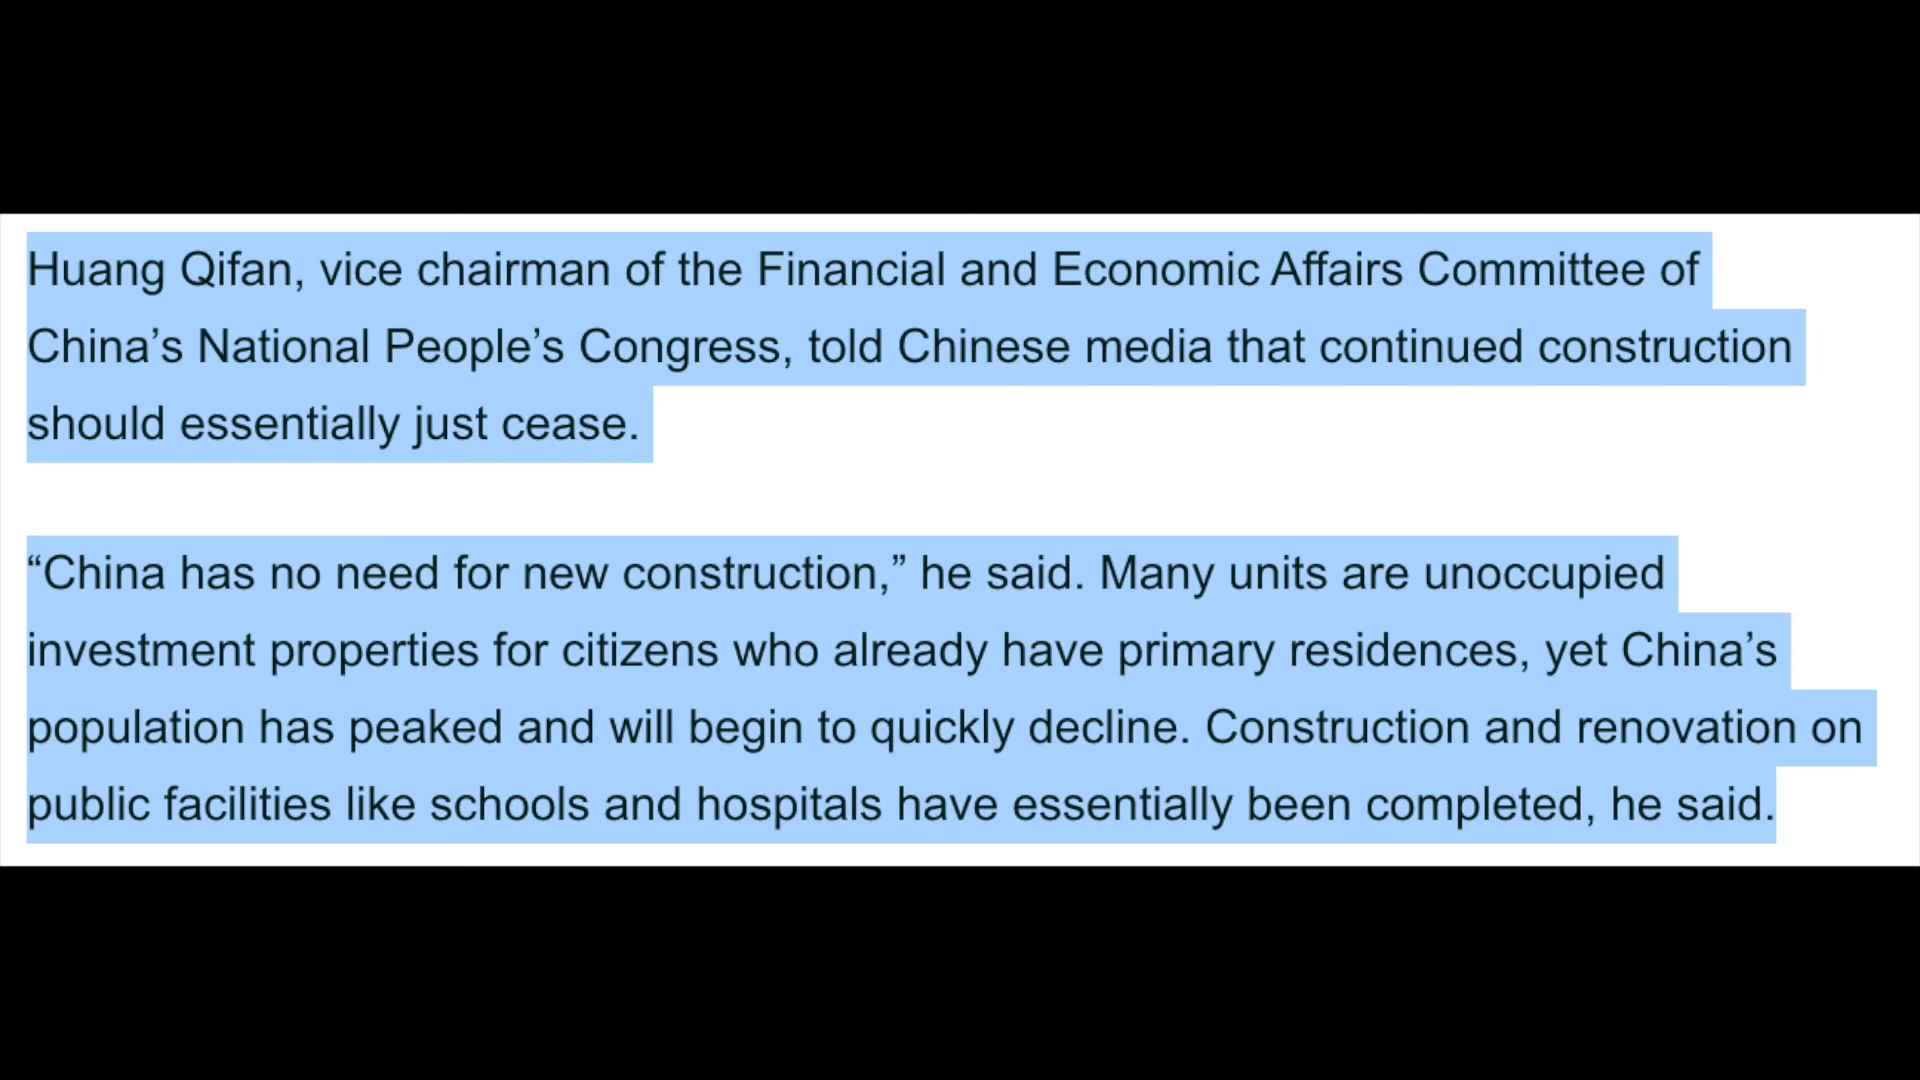 Huang Qifan, vice chairman of the Financial and Economic Affairs Committee of
China’s National People’s Congress, told Chinese media that continued construction
should essentially just cease.
“China has no need for new construction,” he said. Many units are unoccupied
investment properties for citizens who already have primary residences, yet China’s
population has peaked and will begin to quickly decline. Construction and renovation on
public facilities like schools and hospitals have essentially been completed, he said.